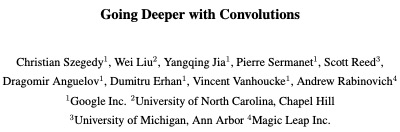 Going Deeper with Convolutions
Christian Szegedy¹, Wei Liu², Yangqing Jia¹, Pierre Sermanet¹, Scott Reed³,
Dragomir Anguelov¹, Dumitru Erhan¹, Vincent Vanhoucke¹, Andrew Rabinovich⁴
¹Google Inc. ²University of North Carolina, Chapel Hill
³University of Michigan, Ann Arbor ⁴Magic Leap Inc.